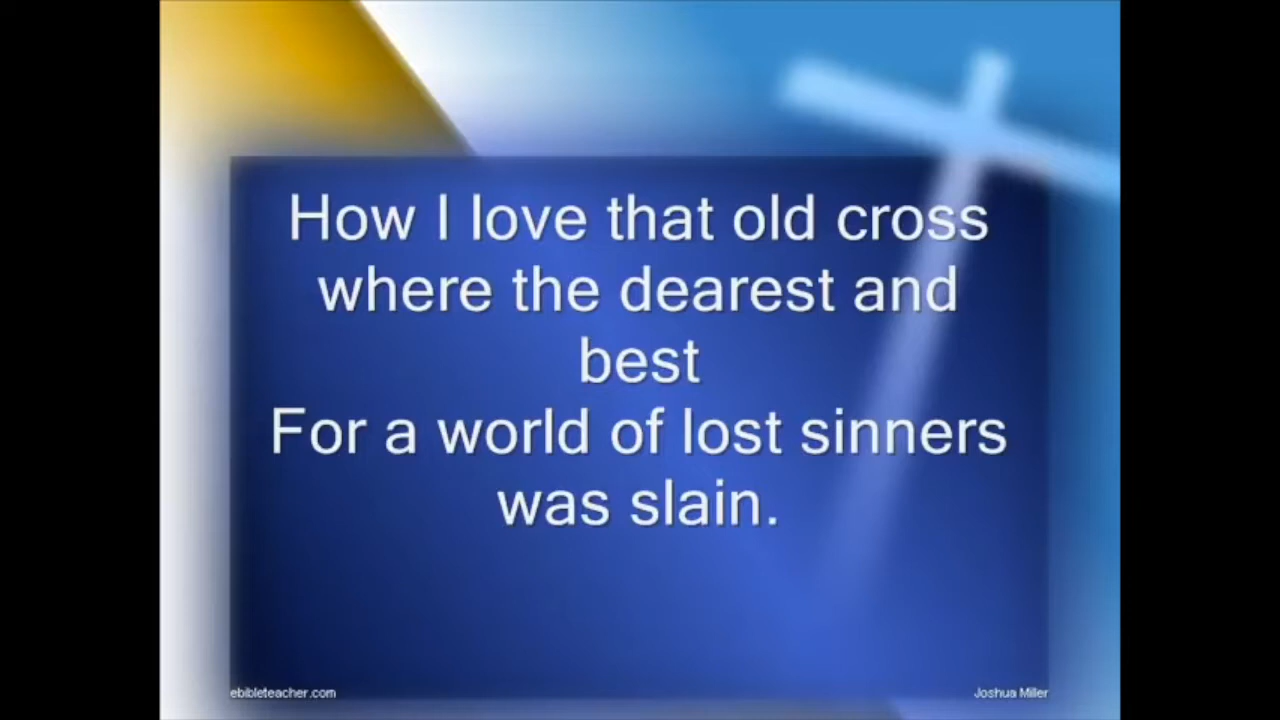 How I love that old cross
where the dearest and
best
For a world of lost sinners
was slain.
ebibleteacher.com
Joshua Miller